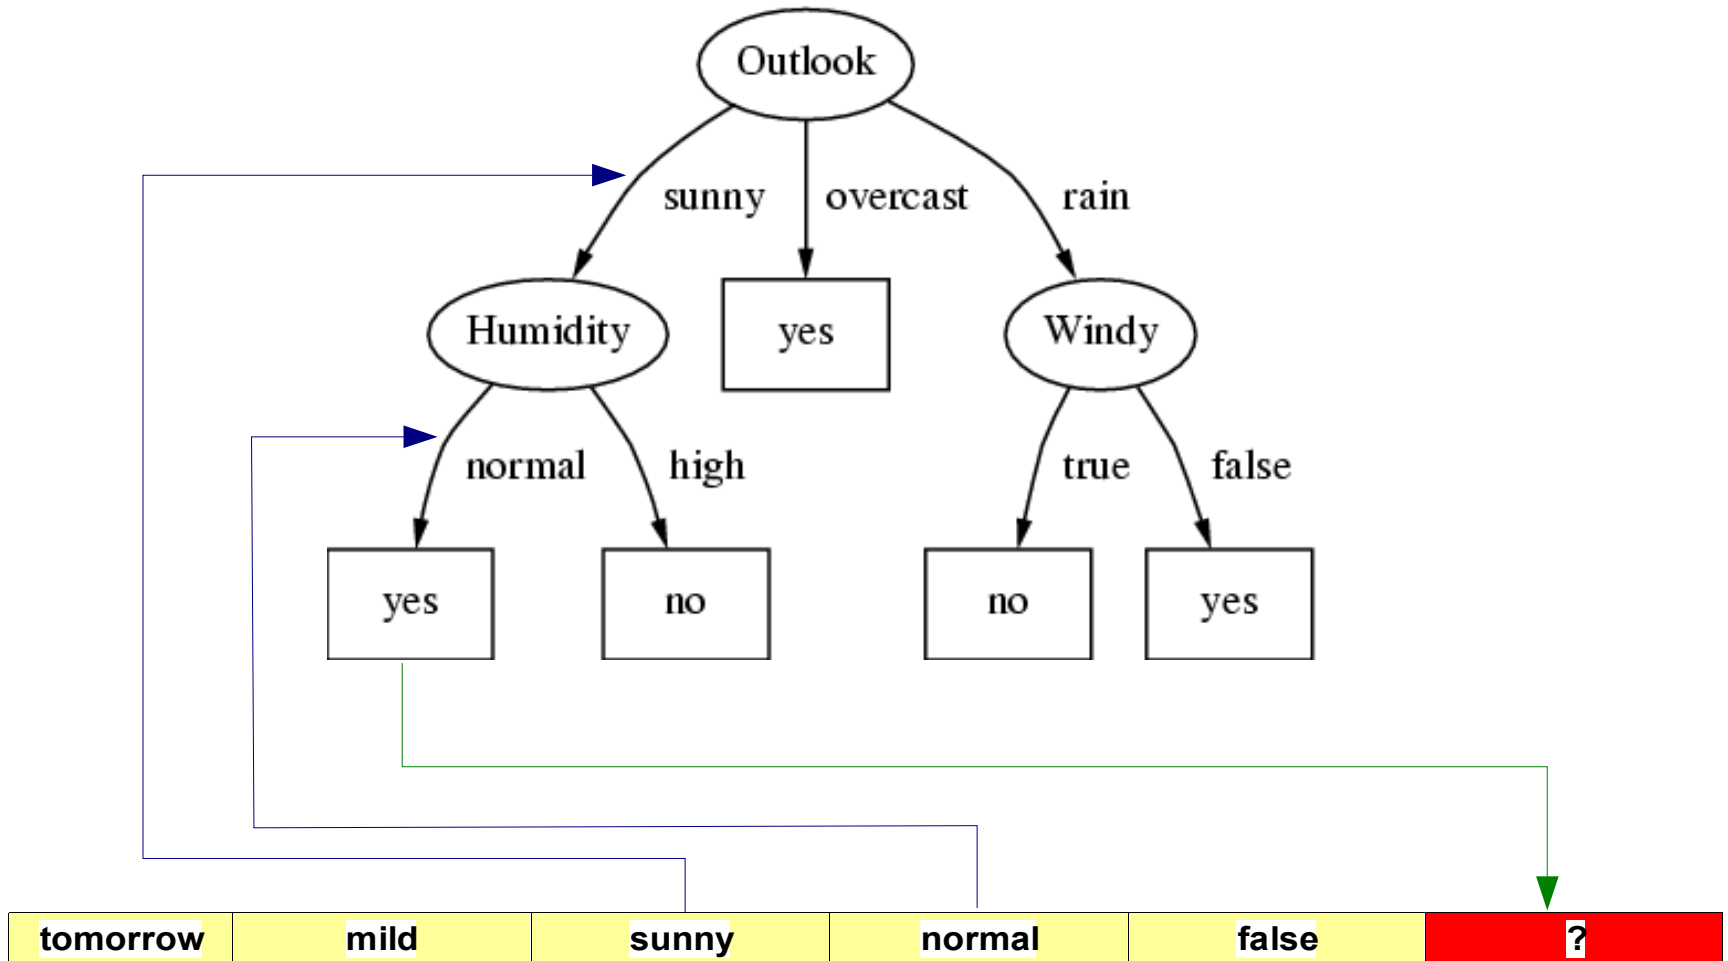 Outlook
sunny overcast rain
Humidity yes Windy
normal high true false
yes no no yes
tomorrow mild sunny normal false ?